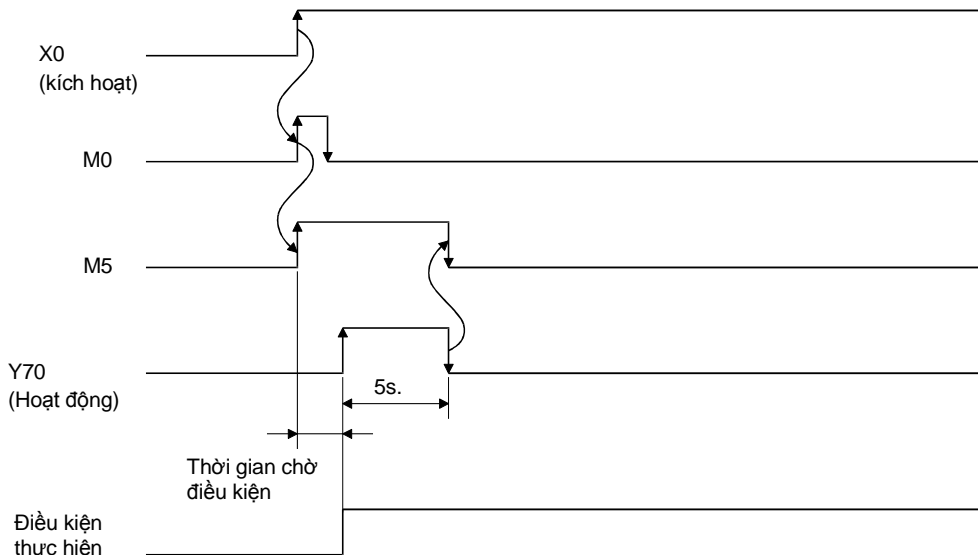 X0
(kích hoạt)
M0
M5
Y70
(Hoạt động)
5s.
Thời gian chờ
điều kiện
Điều kiện
thực hiện